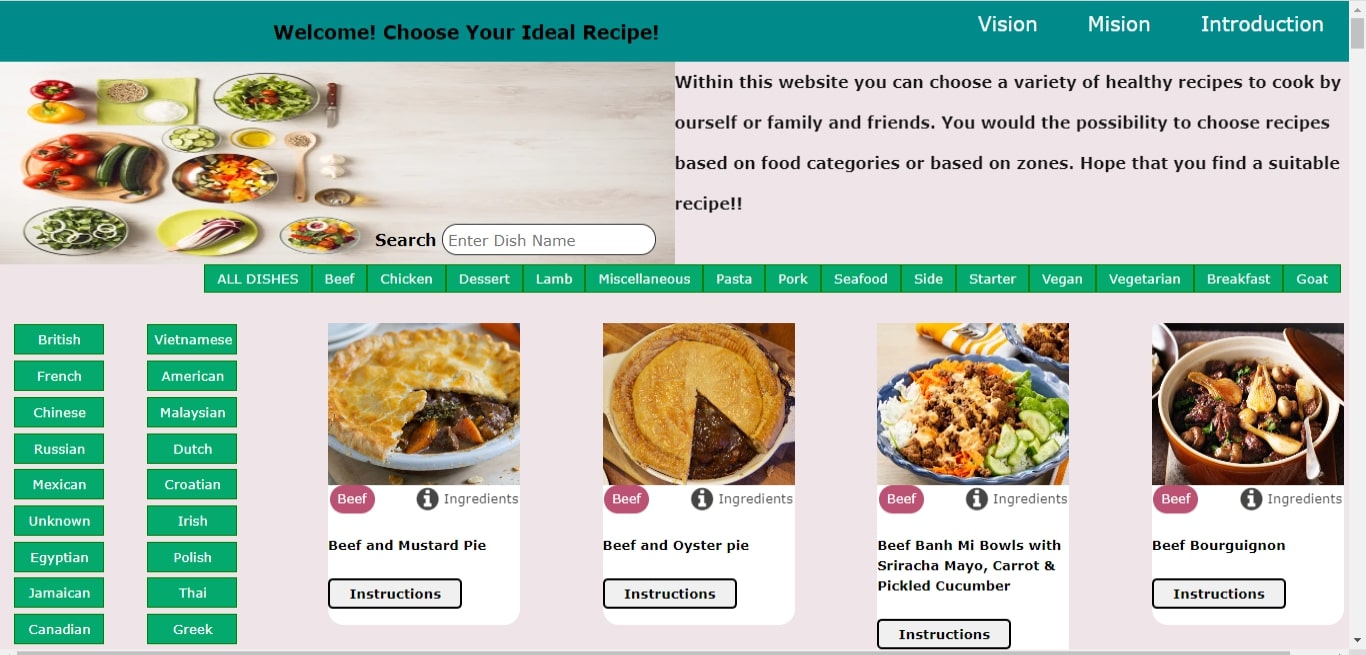 Welcome! Choose Your Ideal Recipe!
Vision Mision Introduction
Within this website you can choose a variety of healthy recipes to cook by
ourself or family and friends. You would the possibility to choose recipes
based on food categories or based on zones. Hope that you find a suitable
recipe!!
Search Enter Dish Name
ALL DISHES Beef Chicken Dessert Lamb Miscellaneous Pasta Pork Seafood Side Starter Vegan Vegetarian Breakfast Goat
British Vietnamese
French American
Chinese Malaysian
Russian Dutch
Mexican Croatian
Unknown Irish
Egyptian Polish
Jamaican Thai
Canadian Greek
Beef Ingredients
Beef and Mustard Pie
Instructions
Beef Ingredients
Beef and Oyster pie
Instructions
Beef Ingredients
Beef Banh Mi Bowls with
Sriracha Mayo, Carrot &
Pickled Cucumber
Instructions
Beef Ingredients
Beef Bourguignon
Instructions